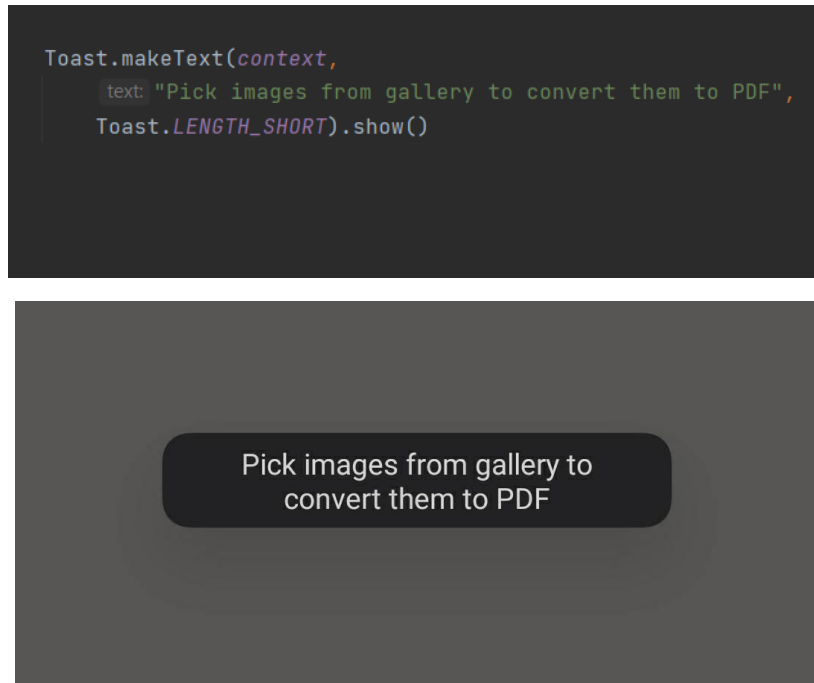 Toast.makeText(context,
text: "Pick images from gallery to convert them to PDF",
Toast.LENGTH_SHORT).show()
Pick images from gallery to
convert them to PDF